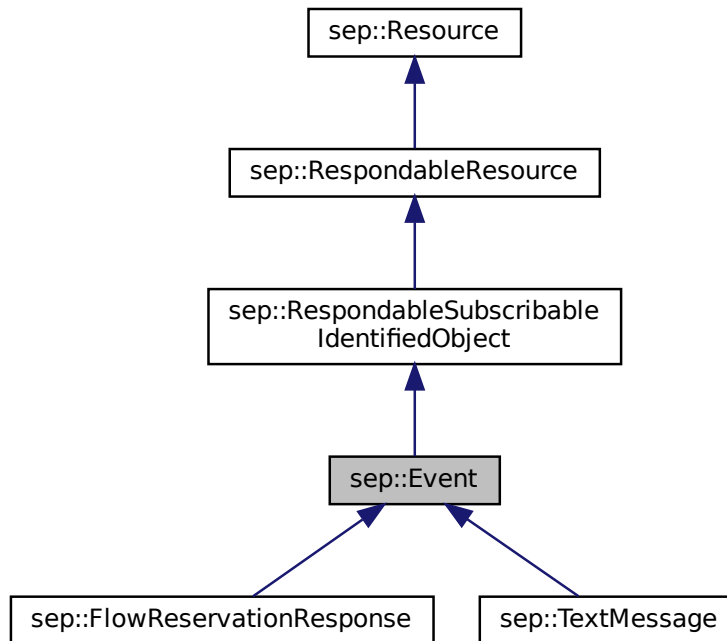 sep::Resource
sep::RespondableResource
sep::RespondableSubscribable
IdentifiedObject
sep::Event
sep::FlowReservationResponse
sep::TextMessage